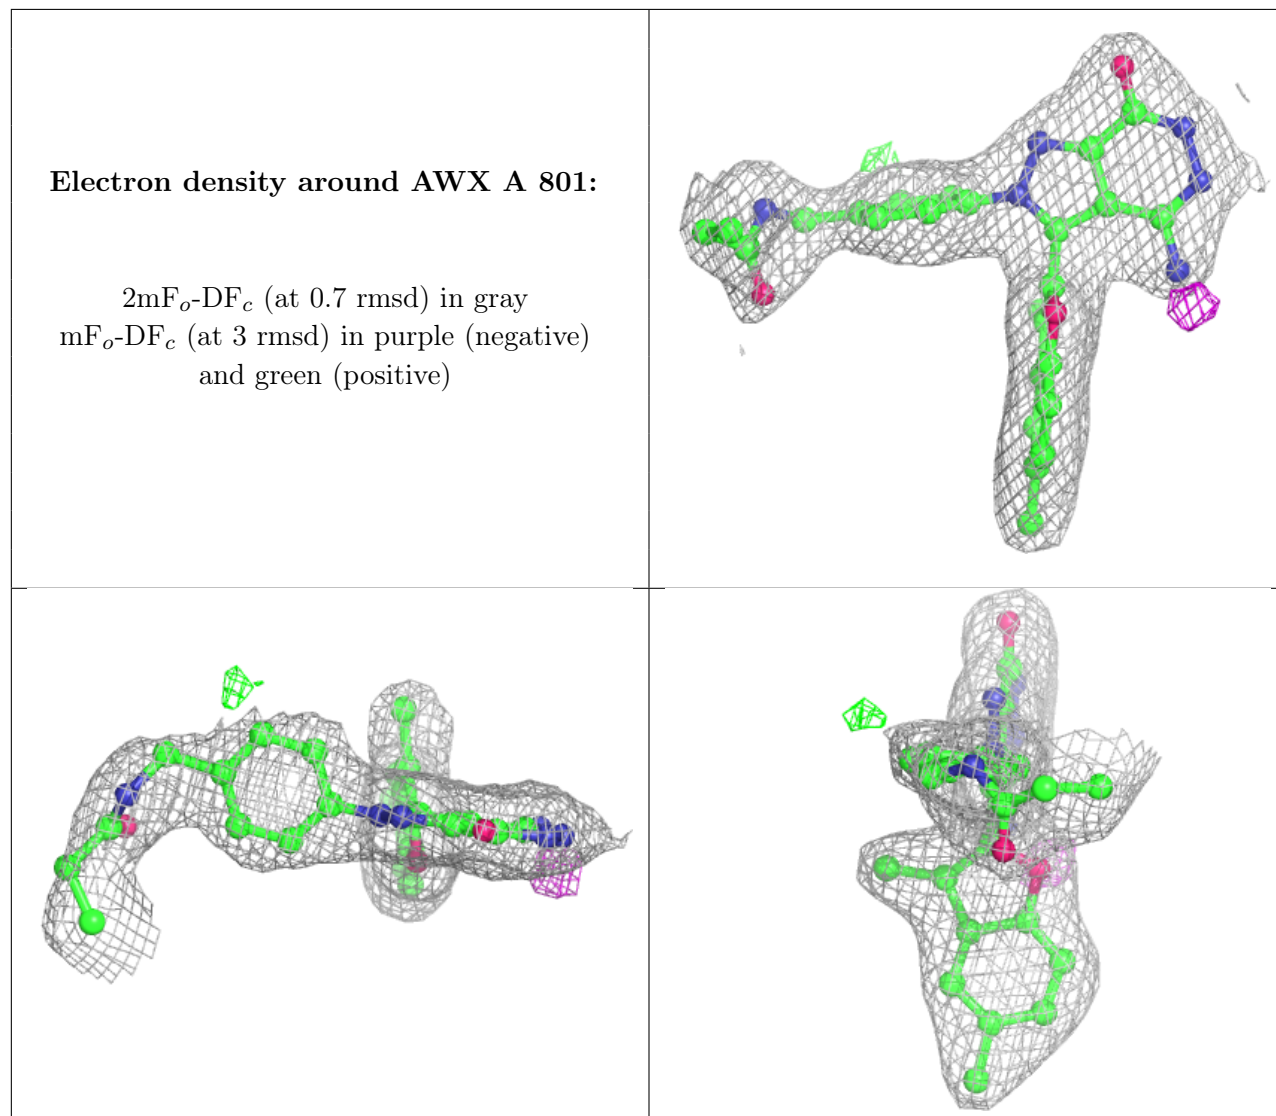 Electron density around AWX A 801:
2mFo-DFc (at 0.7 rmsd) in gray
mFo-DFc (at 3 rmsd) in purple (negative)
and green (positive)